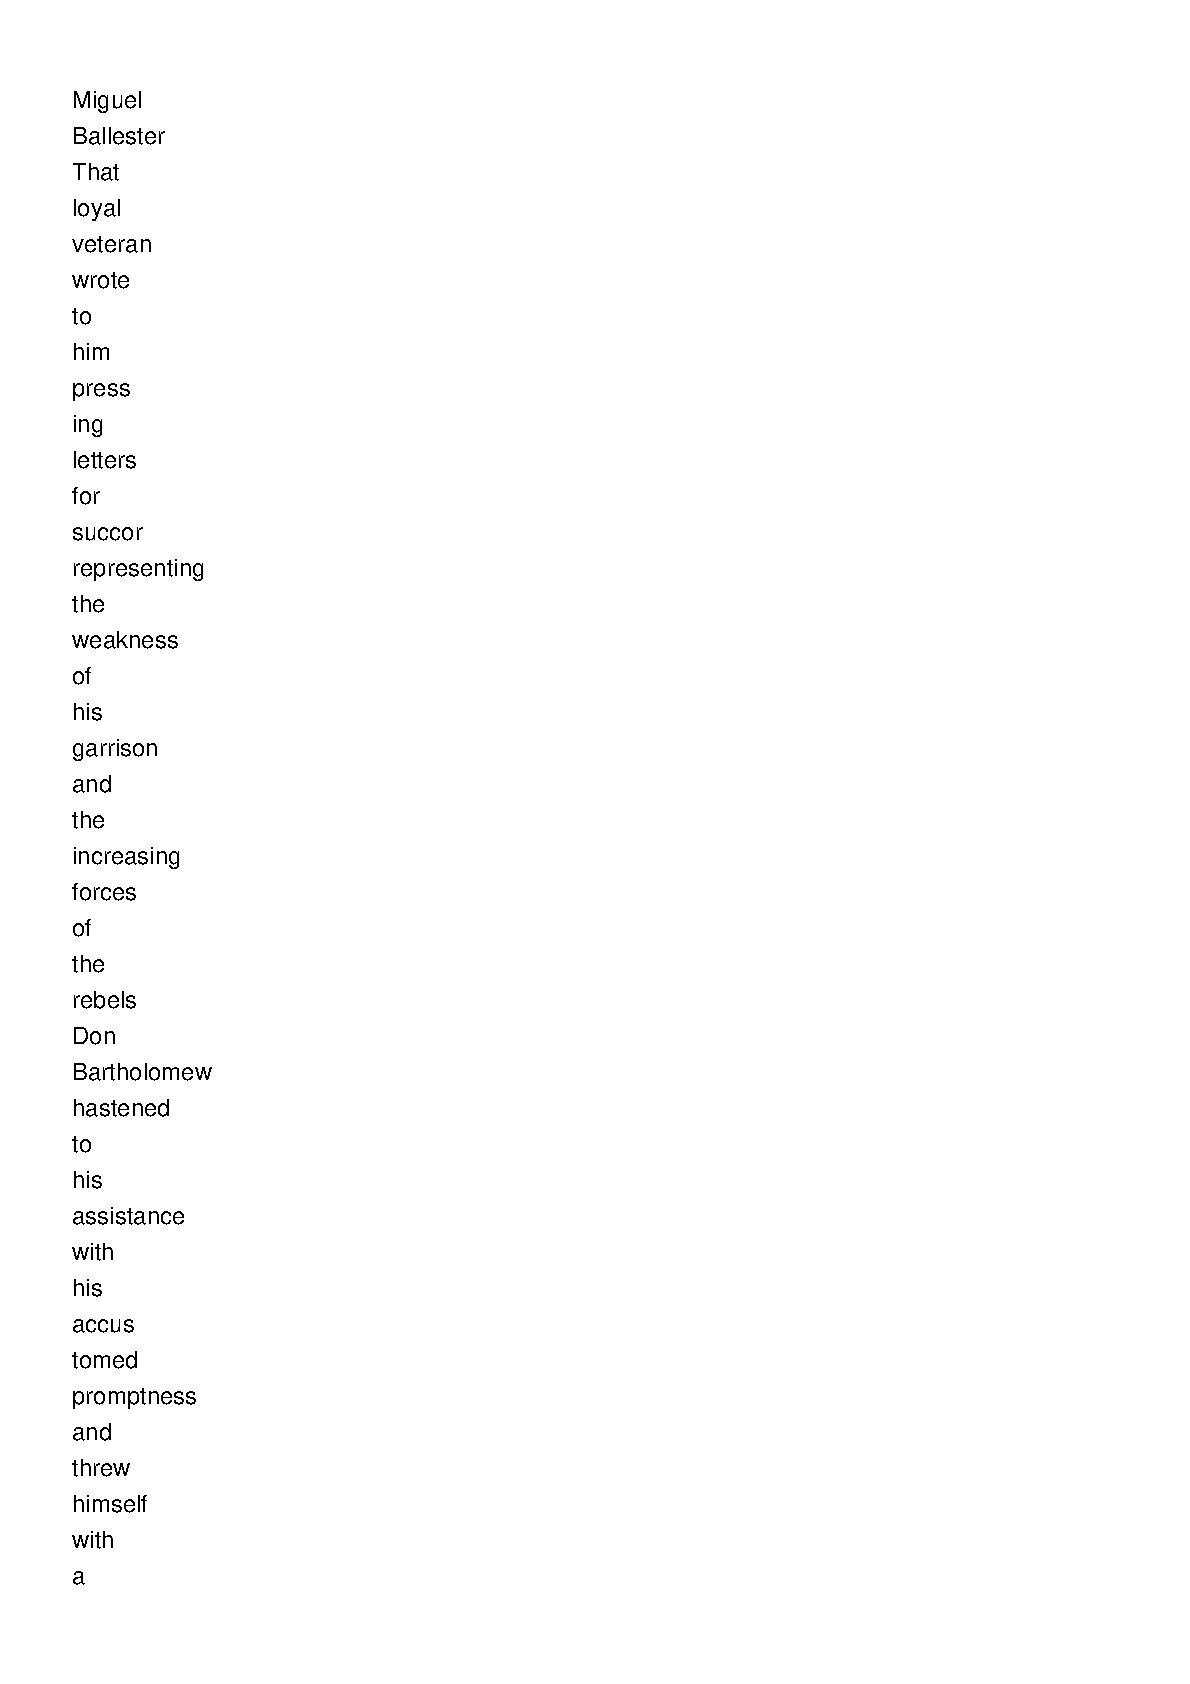 Miguel
Ballester
That
loyal
veteran
wrote
to
him
press
ing
letters
for
succor
representing
the
weakness
of
his
garrison
and
the
increasing
forces
of
the
rebels
Don
Bartholomew
hastened
to
his
assistance
with
his
accus
tomed
promptness
and
threw
himself
with
a